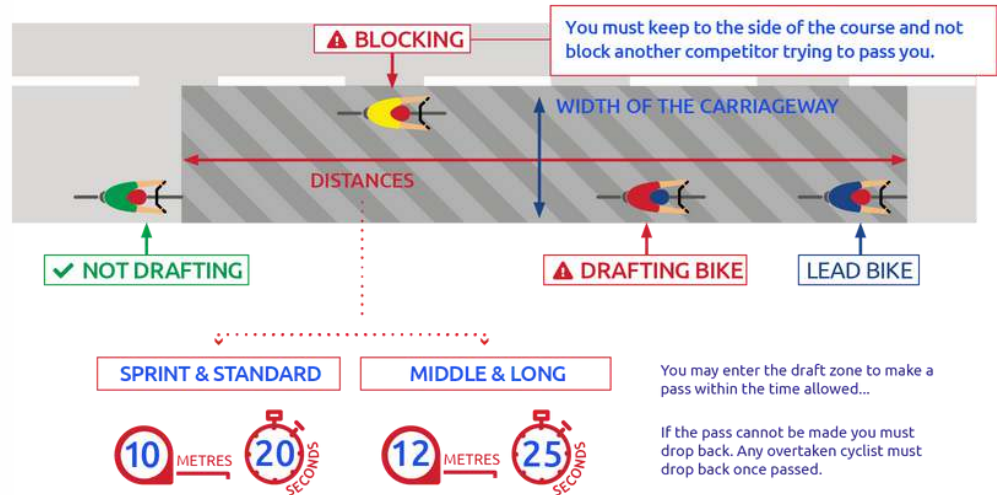 BLOCKING
You must keep to the side of the course and not
block another competitor trying to pass you.
WIDTH OF THE CARRIAGEWAY
DISTANCES
NOT DRAFTING
DRAFTING BIKE
LEAD BIKE
SPRINT & STANDARD
MIDDLE & LONG
10 METRES
20 SECONDS
12 METRES
25 SECONDS
You may enter the draft zone to make a
pass within the time allowed...
If the pass cannot be made you must
drop back. Any overtaken cyclist must
drop back once passed.